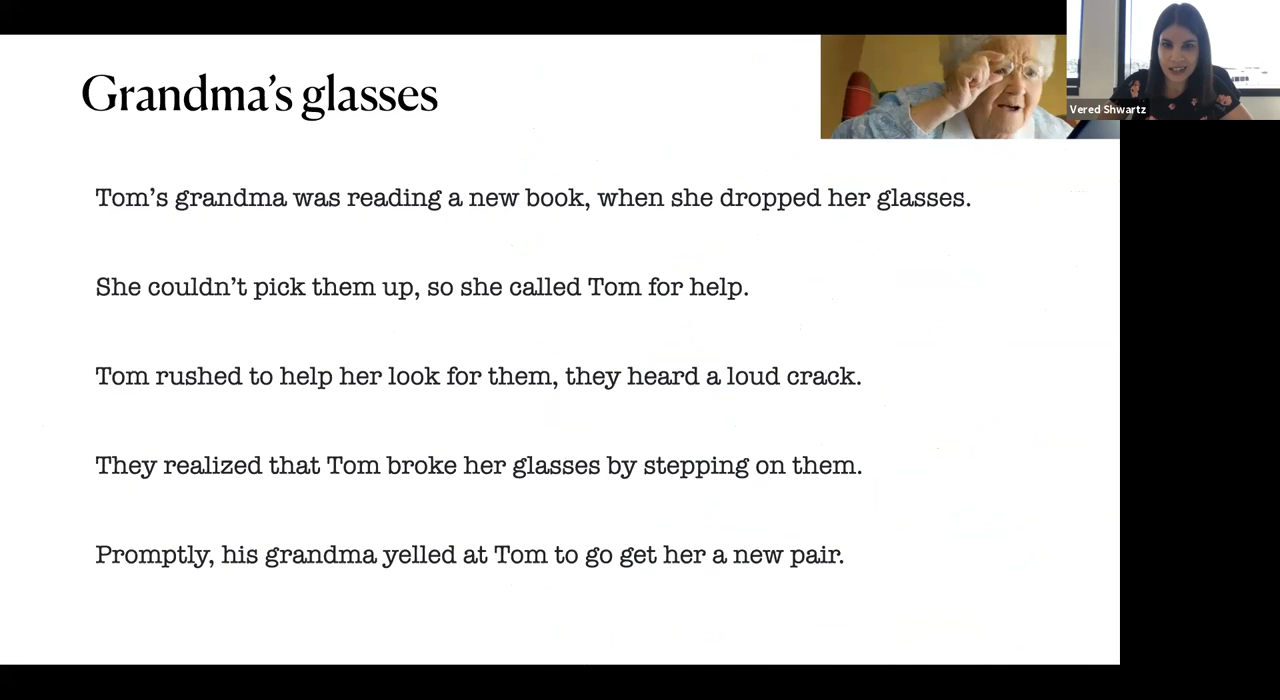 Grandma’s glasses
Vered Shwartz
Tom’s grandma was reading a new book, when she dropped her glasses.
She couldn’t pick them up, so she called Tom for help.
Tom rushed to help her look for them, they heard a loud crack.
They realized that Tom broke her glasses by stepping on them.
Promptly, his grandma yelled at Tom to go get her a new pair.